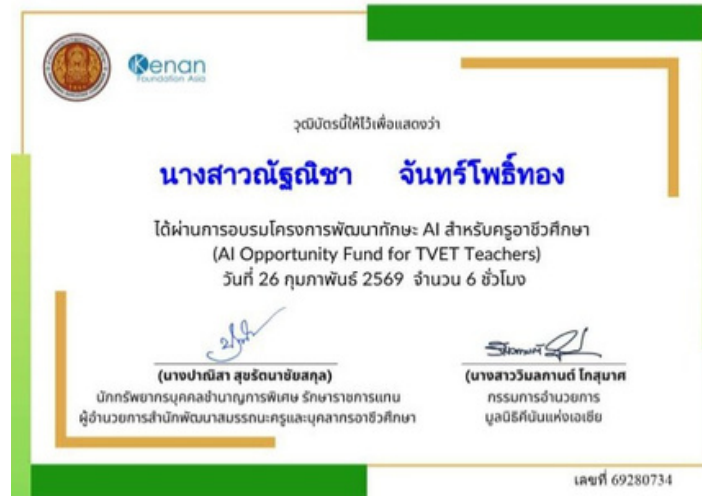 Kenan
Foundation Asia
วุฒิบัตรนี้ให้ไว้เพื่อแสดงว่า
นางสาวณัฐณิชา จันทร์โพธิ์ทอง
ได้ผ่านการอบรมโครงการพัฒนาทักษะ AI สำหรับครูอาชีวศึกษา
(AI Opportunity Fund for TVET Teachers)
วันที่ 26 กุมภาพันธ์ 2569 จำนวน 6 ชั่วโมง
(นางปาณิสา สุขรัตนาชัยสกุล)
นักทรัพยากรบุคคลชำนาญการพิเศษ รักษาราชการแทน
ผู้อำนวยการสำนักพัฒนาสมรรถนะครูและบุคลากรอาชีวศึกษา
(นางสาววิมลกานต์ โกสุมาศ
กรรมการอำนวยการ
มูลนิธิคีนันแห่งเอเซีย
เลขที่ 69280734